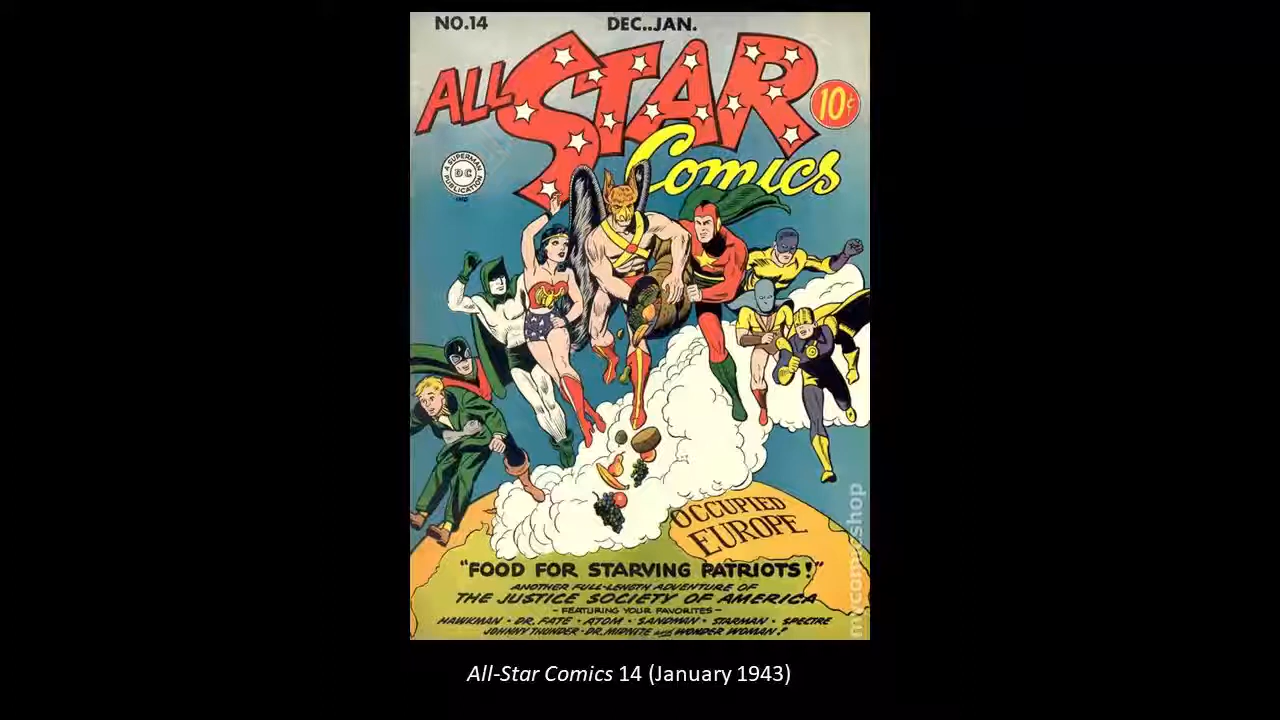 NO.14
DEC..JAN.
ALL STAR
Comics
10¢
A SUPERMAN
DC
PUBLICATION
OCCUPIED
EUROPE
"FOOD FOR STARVING PATRIOTS!"
ANOTHER FULL-LENGTH ADVENTURE OF
THE JUSTICE SOCIETY OF AMERICA
- FEATURING YOUR FAVORITES -
HAWKMAN · DR. FATE · ATOM · SANDMAN · STARMAN · SPECTRE
JOHNNY THUNDER · DR. MIDNITE and WONDER WOMAN!
mycomicshop
All-Star Comics 14 (January 1943)